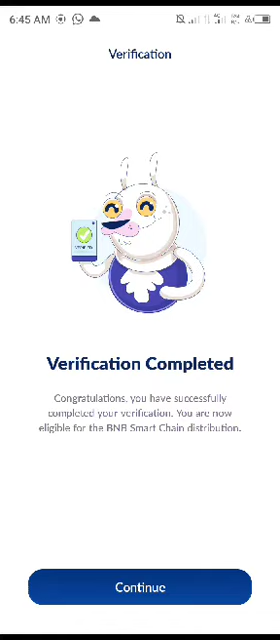 6:45 AM
Verification
Verification Completed
Congratulations, you have successfully
completed your verification. You are now
eligible for the BNB Smart Chain distribution.
Continue